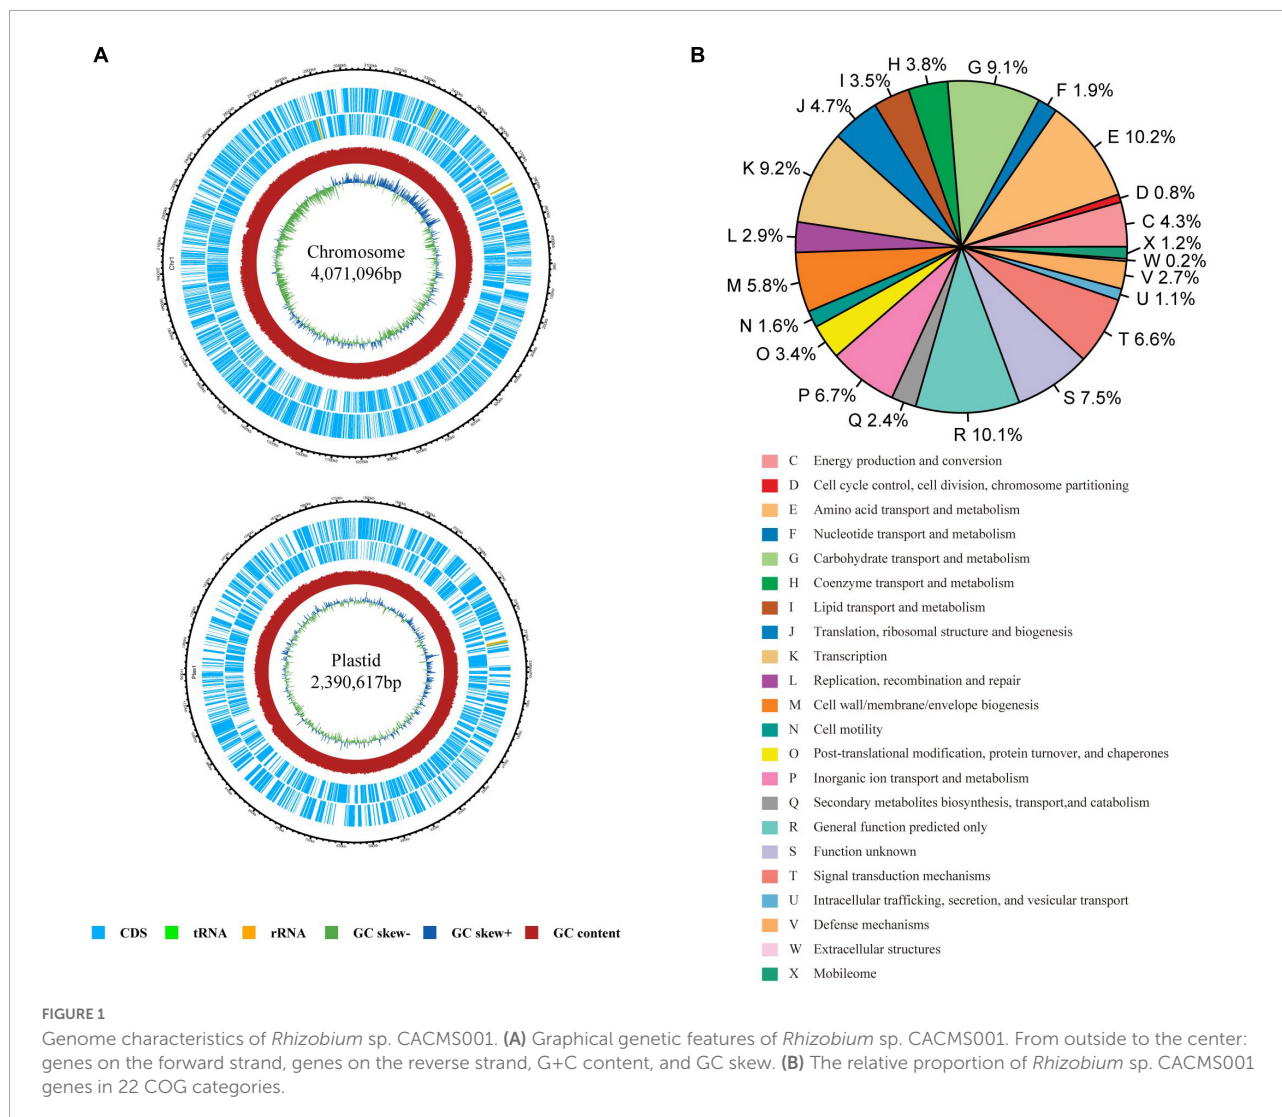 A
Chr1
Chromosome
4,071,096bp
Plas1
Plastid
2,390,617bp
CDS tRNA rRNA GC skew- GC skew+ GC content
B
C 4.3%
D 0.8%
E 10.2%
F 1.9%
G 9.1%
H 3.8%
I 3.5%
J 4.7%
K 9.2%
L 2.9%
M 5.8%
N 1.6%
O 3.4%
P 6.7%
Q 2.4%
R 10.1%
S 7.5%
T 6.6%
U 1.1%
V 2.7%
W 0.2%
X 1.2%
C Energy production and conversion
D Cell cycle control, cell division, chromosome partitioning
E Amino acid transport and metabolism
F Nucleotide transport and metabolism
G Carbohydrate transport and metabolism
H Coenzyme transport and metabolism
I Lipid transport and metabolism
J Translation, ribosomal structure and biogenesis
K Transcription
L Replication, recombination and repair
M Cell wall/membrane/envelope biogenesis
N Cell motility
O Post-translational modification, protein turnover, and chaperones
P Inorganic ion transport and metabolism
Q Secondary metabolites biosynthesis, transport,and catabolism
R General function predicted only
S Function unknown
T Signal transduction mechanisms
U Intracellular trafficking, secretion, and vesicular transport
V Defense mechanisms
W Extracellular structures
X Mobileome
FIGURE 1
Genome characteristics of Rhizobium sp. CACMS001. (A) Graphical genetic features of Rhizobium sp. CACMS001. From outside to the center:
genes on the forward strand, genes on the reverse strand, G+C content, and GC skew. (B) The relative proportion of Rhizobium sp. CACMS001
genes in 22 COG categories.